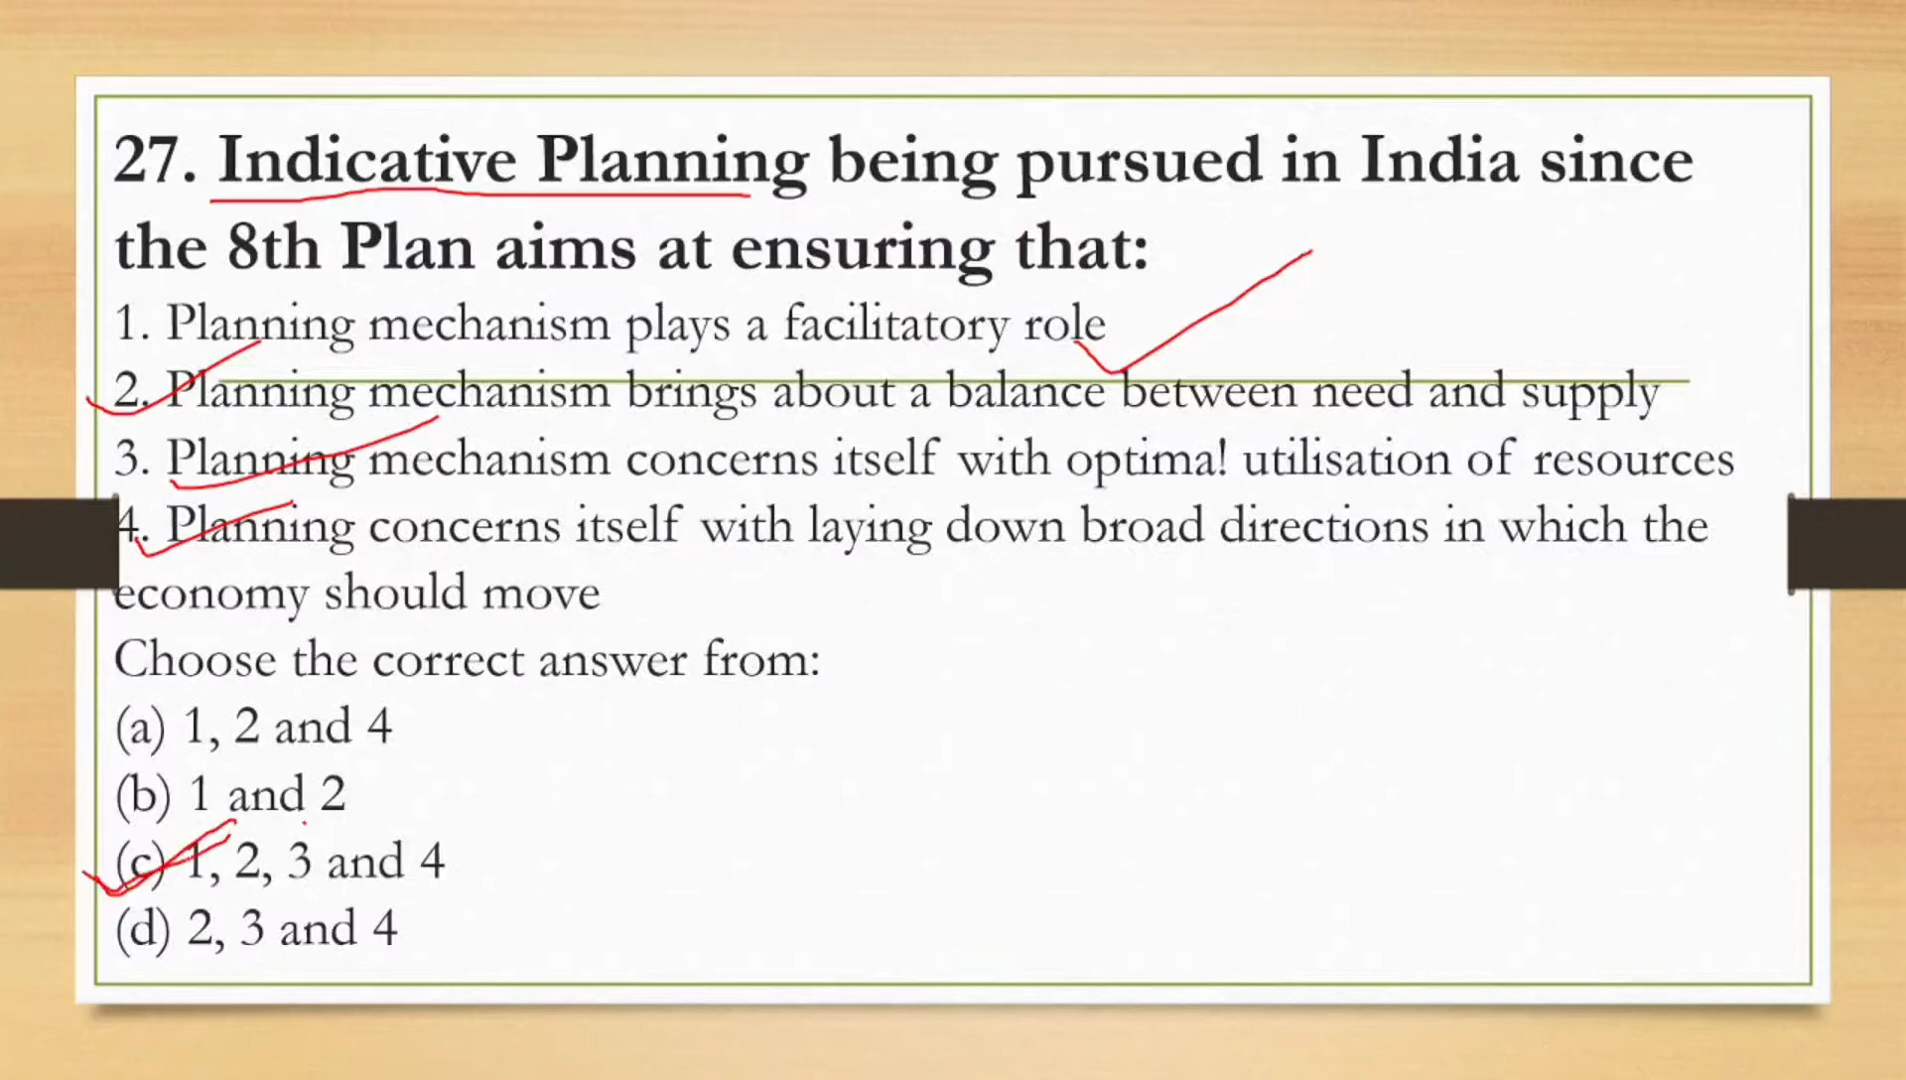 27. Indicative Planning being pursued in India since
the 8th Plan aims at ensuring that:
1. Planning mechanism plays a facilitatory role
2. Planning mechanism brings about a balance between need and supply
3. Planning mechanism concerns itself with optima! utilisation of resources
4. Planning concerns itself with laying down broad directions in which the
economy should move
Choose the correct answer from:
(a) 1, 2 and 4
(b) 1 and 2
(c) 1, 2, 3 and 4
(d) 2, 3 and 4